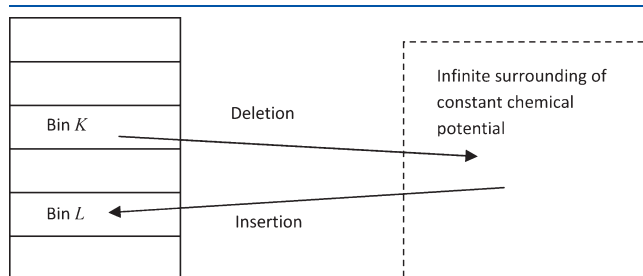 Bin K
Bin L
Deletion
Insertion
Infinite surrounding of
constant chemical
potential